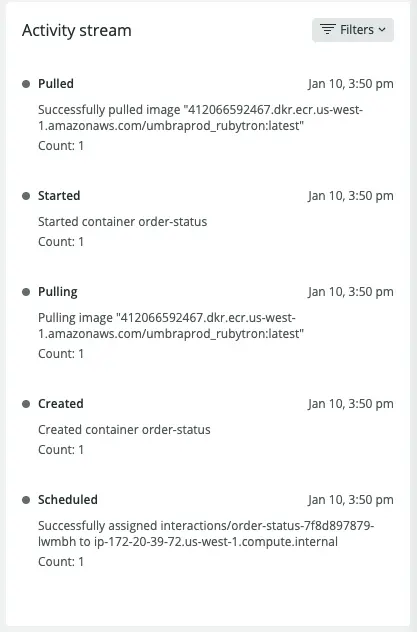 Activity stream
Filters
Pulled
Jan 10, 3:50 pm
Successfully pulled image "412066592467.dkr.ecr.us-west-
1.amazonaws.com/umbraprod_rubytron:latest"
Count: 1
Started
Jan 10, 3:50 pm
Started container order-status
Count: 1
Pulling
Jan 10, 3:50 pm
Pulling image "412066592467.dkr.ecr.us-west-
1.amazonaws.com/umbraprod_rubytron:latest"
Count: 1
Created
Jan 10, 3:50 pm
Created container order-status
Count: 1
Scheduled
Jan 10, 3:50 pm
Successfully assigned interactions/order-status-7f8d897879-
lwmbh to ip-172-20-39-72.us-west-1.compute.internal
Count: 1